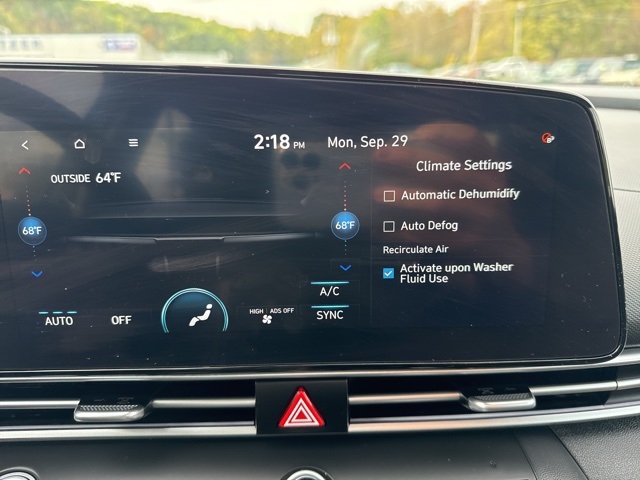 2:18 PM Mon, Sep. 29
OUTSIDE 64°F
68°F
68°F
AUTO
OFF
HIGH ADS OFF
A/C
SYNC
Climate Settings
Automatic Dehumidify
Auto Defog
Recirculate Air
Activate upon Washer
Fluid Use